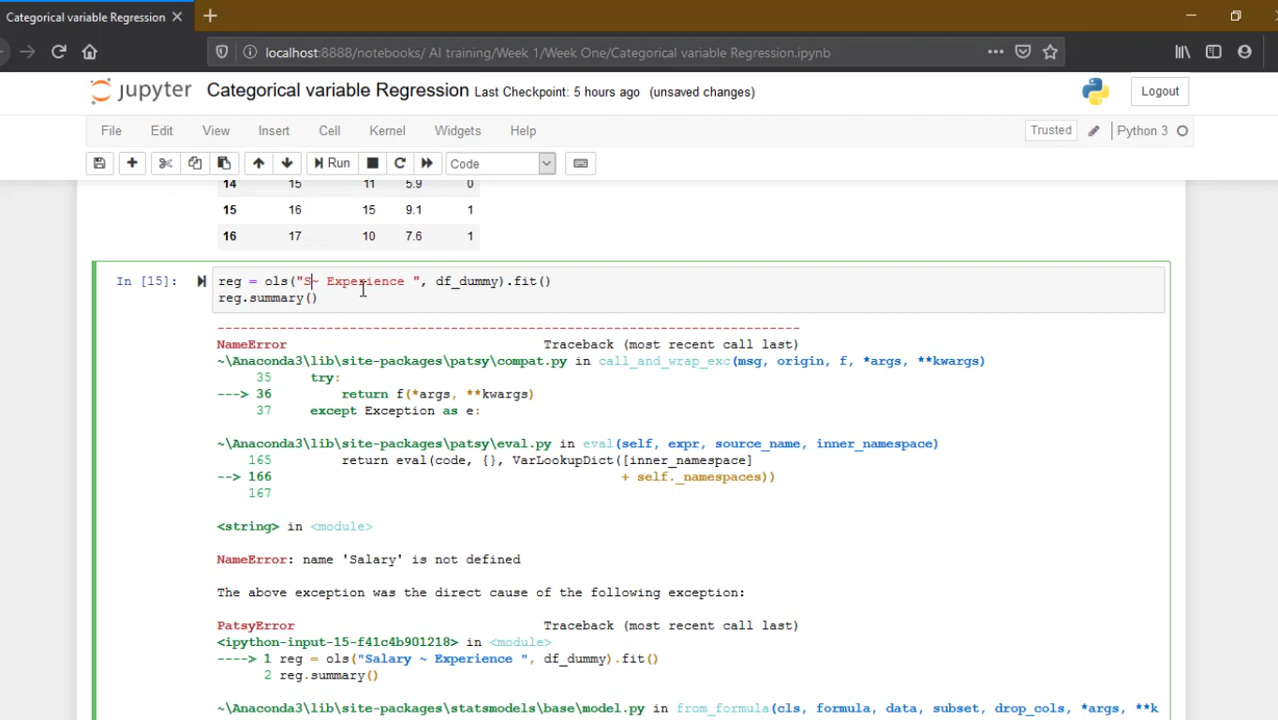 Categorical variable Regression
localhost:8888/notebooks/ AI training/Week 1/Week One/Categorical variable Regression.ipynb
jupyter Categorical variable Regression Last Checkpoint: 5 hours ago (unsaved changes) Logout
File Edit View Insert Cell Kernel Widgets Help Trusted Python 3
Run Code
14 15 11 5.9 0
15 16 15 9.1 1
16 17 10 7.6 1
In [15]: reg = ols("S~ Experience ", df_dummy).fit()
reg.summary()
---------------------------------------------------------------------------
NameError Traceback (most recent call last)
~\Anaconda3\lib\site-packages\patsy\compat.py in call_and_wrap_exc(msg, origin, f, *args, **kwargs)
35 try:
---> 36 return f(*args, **kwargs)
37 except Exception as e:
~\Anaconda3\lib\site-packages\patsy\eval.py in eval(self, expr, source_name, inner_namespace)
165 return eval(code, {}, VarLookupDict([inner_namespace]
--> 166 + self._namespaces))
167
<string> in <module>
NameError: name 'Salary' is not defined
The above exception was the direct cause of the following exception:
PatsyError Traceback (most recent call last)
<ipython-input-15-f41c4b901218> in <module>
----> 1 reg = ols("Salary ~ Experience ", df_dummy).fit()
2 reg.summary()
~\Anaconda3\lib\site-packages\statsmodels\base\model.py in from_formula(cls, formula, data, subset, drop_cols, *args, **k